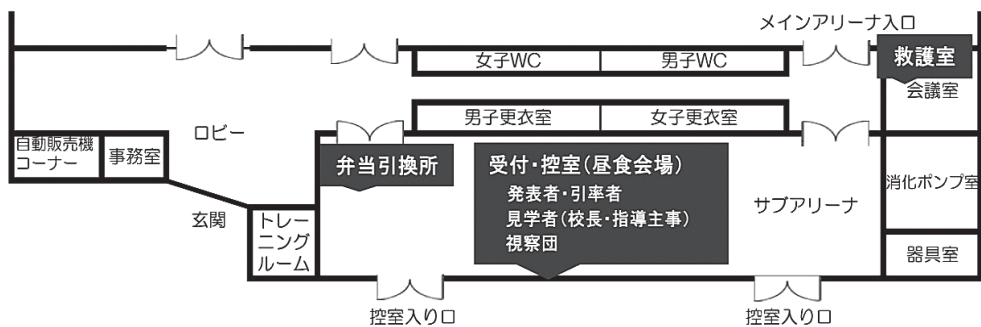 メインアリーナ入口
女子WC
男子WC
救護室
会議室
ロビー
男子更衣室
女子更衣室
自動販売機
コーナー
事務室
弁当引換所
受付・控室（昼食会場）
発表者・引率者
見学者（校長・指導主事）
視察団
サブアリーナ
消化ポンプ室
玄関
トレー
ニング
ルーム
器具室
控室入り口
控室入り口